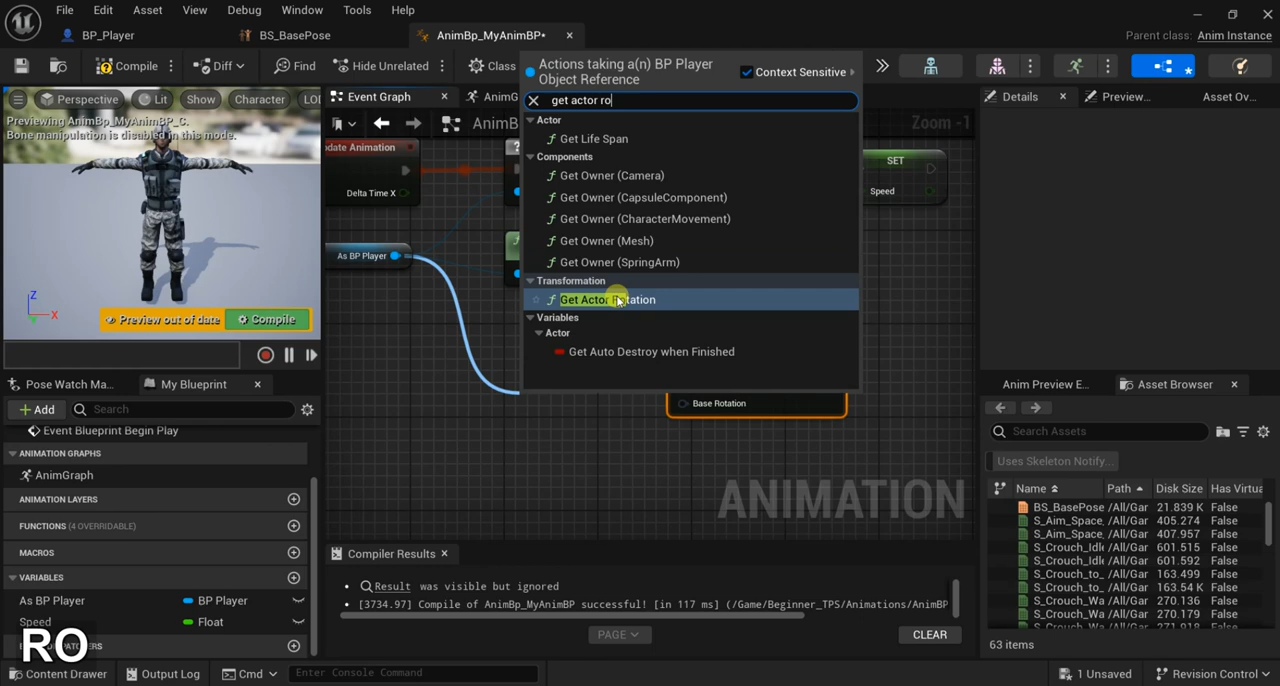 File Edit Asset View Debug Window Tools Help
BP_Player BS_BasePose AnimBp_MyAnimBP*
Parent class: Anim Instance
Compile Diff Find Hide Unrelated Class
Actions taking a(n) BP Player Object Reference
Context Sensitive
get actor ro
Actor
Get Life Span
Components
Get Owner (Camera)
Get Owner (CapsuleComponent)
Get Owner (CharacterMovement)
Get Owner (Mesh)
Get Owner (SpringArm)
Transformation
Get Actor Rotation
Variables
Actor
Get Auto Destroy when Finished
Perspective Lit Show Character LOD
Previewing AnimBp_MyAnimBP_C.
Bone manipulation is disabled in this mode.
Z
X
Preview out of date Compile
Event Graph
AnimB
Zoom -1
pdate Animation
Delta Time X
As BP Player
SET
Speed
Base Rotation
ANIMATION
Details Preview... Asset Ov...
Pose Watch Ma... My Blueprint
Add Search
Event Blueprint Begin Play
ANIMATION GRAPHS
AnimGraph
ANIMATION LAYERS
FUNCTIONS (4 OVERRIDABLE)
MACROS
VARIABLES
As BP Player BP Player
Speed Float
RO
Compiler Results
Result was visible but ignored
[3734.97] Compile of AnimBp_MyAnimBP successful! [in 117 ms] (/Game/Beginner_TPS/Animations/AnimBP
PAGE
CLEAR
Anim Preview E... Asset Browser
Search Assets
Uses Skeleton Notify...
Name Path Disk Size Has Virtua
BS_BasePose /All/Gar 21.839 K False
S_Aim_Space, /All/Gar 405.274 False
S_Aim_Space, /All/Gar 407.957 False
S_Crouch_Idle /All/Gar 601.515 False
S_Crouch_Idle /All/Gar 601.592 False
S_Crouch_to_ /All/Gar 163.499 False
S_Crouch_to_ /All/Gar 163.54 K False
S_Crouch_Wa /All/Gar 270.136 False
S_Crouch_Wa /All/Gar 270.179 False
S_Crouch_Wa /All/Gar 271.918 False
63 items
Content Drawer Output Log Cmd Enter Console Command
1 Unsaved Revision Control